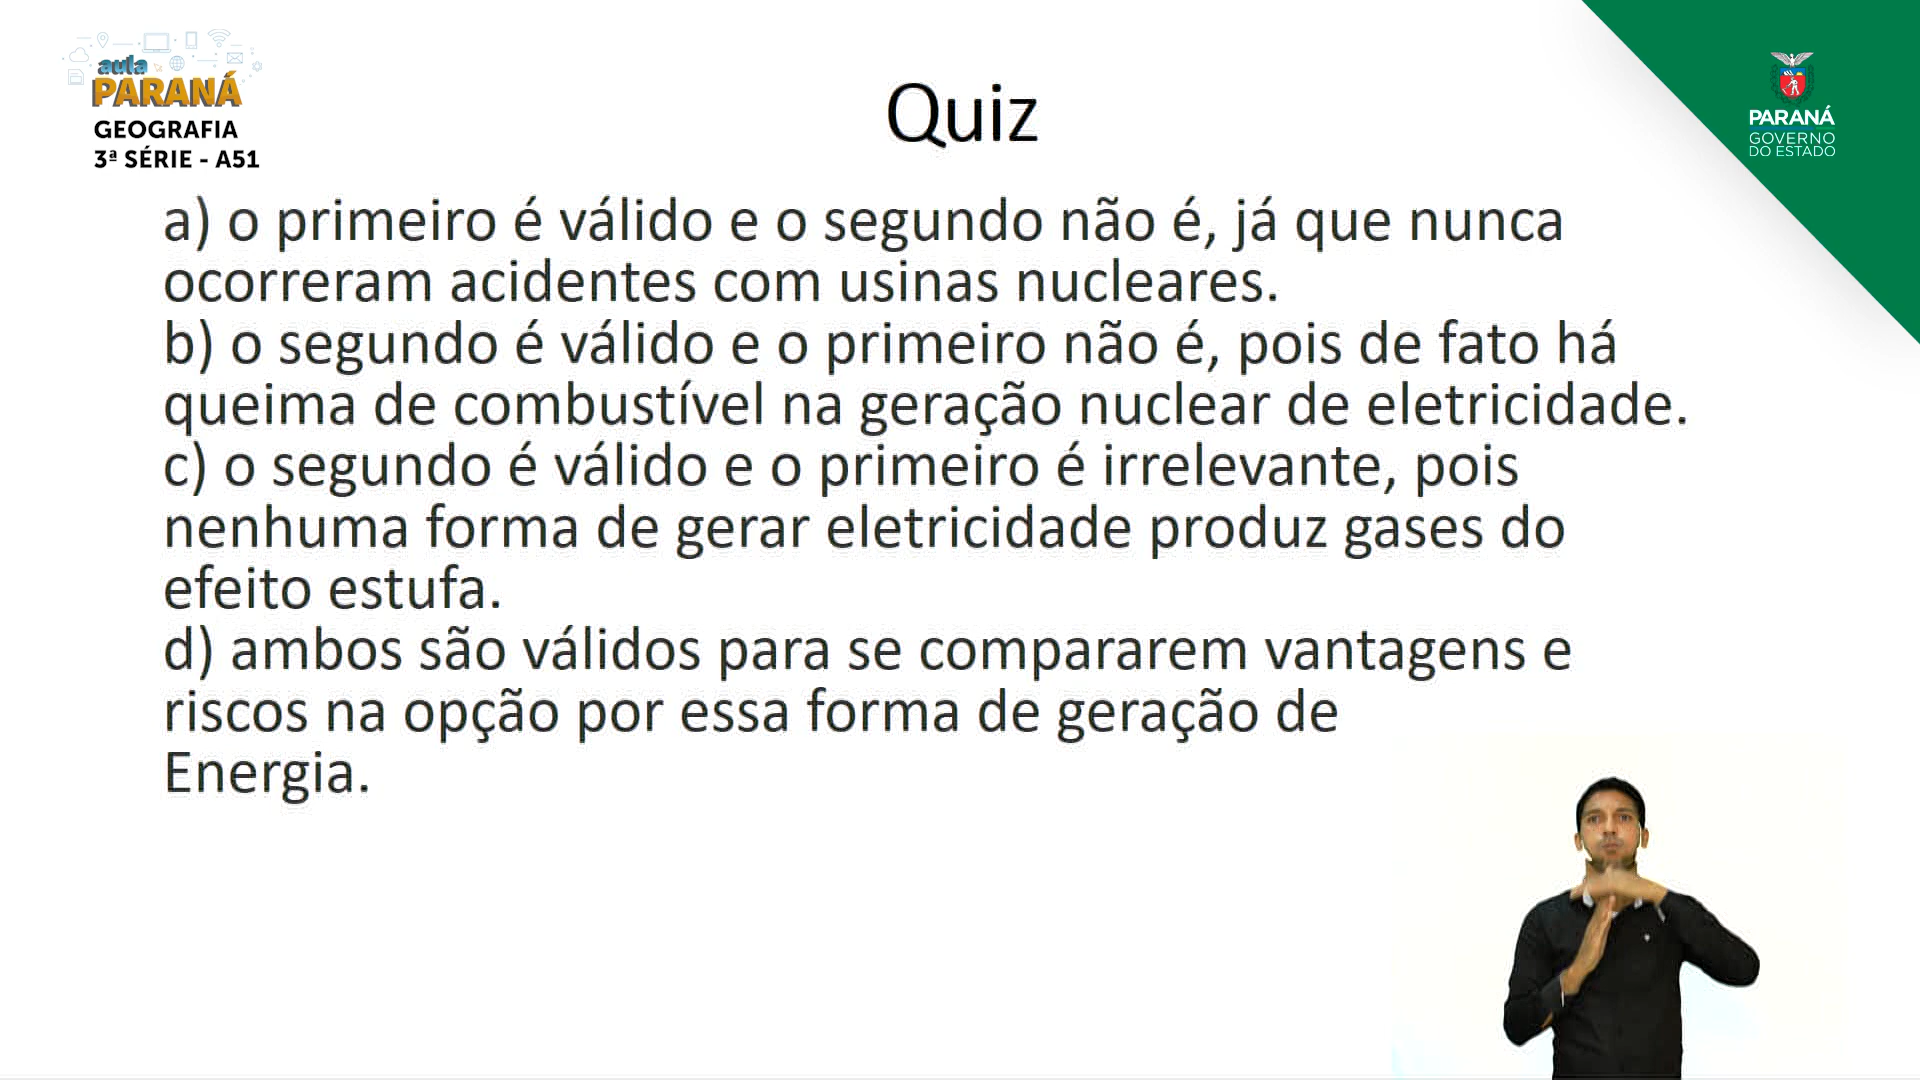 aula
PARANÁ
GEOGRAFIA
3ª SÉRIE - A51
Quiz
PARANÁ
GOVERNO
DO ESTADO
a) o primeiro é válido e o segundo não é, já que nunca
ocorreram acidentes com usinas nucleares.
b) o segundo é válido e o primeiro não é, pois de fato há
queima de combustível na geração nuclear de eletricidade.
c) o segundo é válido e o primeiro é irrelevante, pois
nenhuma forma de gerar eletricidade produz gases do
efeito estufa.
d) ambos são válidos para se compararem vantagens e
riscos na opção por essa forma de geração de
Energia.